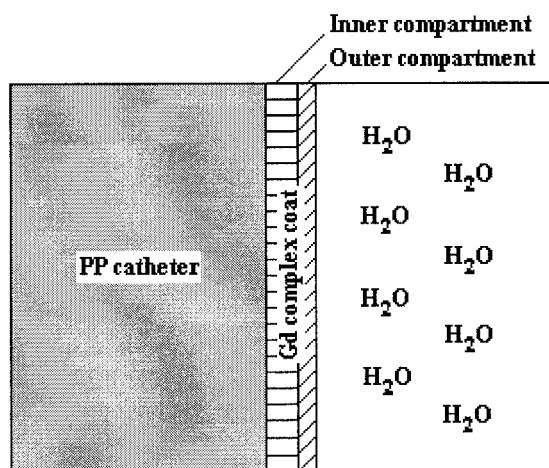 Inner compartment
Outer compartment
H₂O
H₂O
H₂O
PP catheter
Gd complex coat
H₂O
H₂O
H₂O
H₂O
H₂O